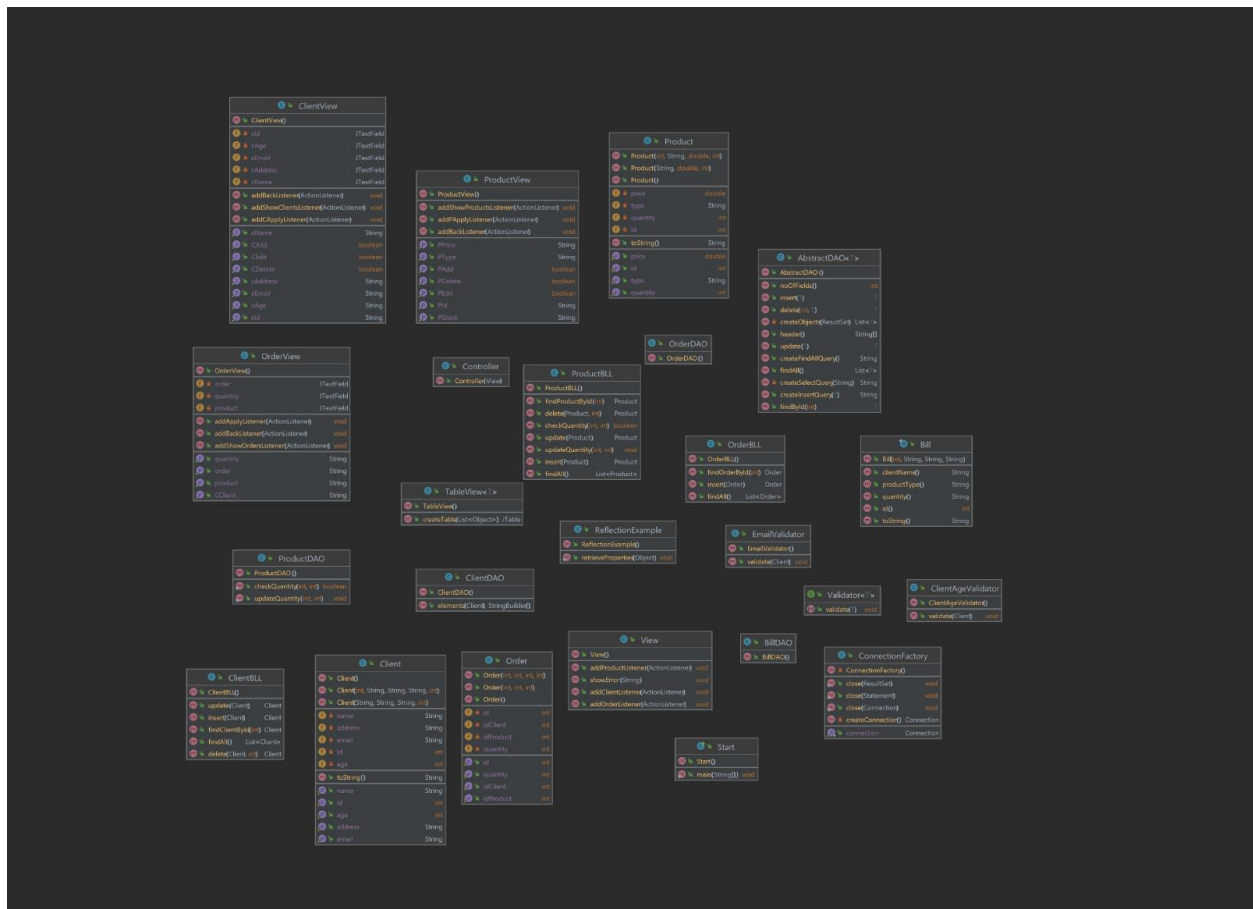 ClientView
ClientView()
cId JTextField
cAge JTextField
cEmail JTextField
cAddress JTextField
cName JTextField
addBackListener(ActionListener) void
addShowClientsListener(ActionListener) void
addCApplyListener(ActionListener) void
cName String
CAdd boolean
CEdit boolean
CDelete boolean
cAddress String
cEmail String
cAge String
cId String
ProductView
ProductView()
addShowProductsListener(ActionListener) void
addPApplyListener(ActionListener) void
addBackListener(ActionListener) void
PPrice String
PType String
PAdd boolean
PDelete boolean
PEdit boolean
PId String
PStock String
Product
Product(int, String, double, int)
Product(String, double, int)
Product()
price double
type String
quantity int
id int
toString() String
price double
id int
type String
quantity int
AbstractDAO<T>
AbstractDAO()
noOfFields() int
insert(T) T
delete(int, T) T
createObjects(ResultSet) List<T>
header() String[]
update(T) T
createFindAllQuery() String
findAll() List<T>
createSelectQuery(String) String
createInsertQuery(T) String
findById(int) T
OrderView
OrderView()
order JTextField
quantity JTextField
product JTextField
addApplyListener(ActionListener) void
addBackListener(ActionListener) void
addShowOrdersListener(ActionListener) void
quantity String
order String
product String
CClient String
Controller
Controller(View)
OrderDAO
OrderDAO()
ProductBLL
ProductBLL()
findProductById(int) Product
delete(Product, int) Product
checkQuantity(int, int) boolean
update(Product) Product
updateQuantity(int, int) void
insert(Product) Product
findAll() List<Product>
OrderBLL
OrderBLL()
findOrderById(int) Order
insert(Order) Order
findAll() List<Order>
Bill
Bill(int, String, String, String)
clientName() String
productType() String
quantity() String
id() int
toString() String
TableView<T>
TableView()
createTable(List<Object>) JTable
ReflectionExample
ReflectionExample()
retrieveProperties(Object) void
EmailValidator
EmailValidator()
validate(Client) void
ProductDAO
ProductDAO()
checkQuantity(int, int) boolean
updateQuantity(int, int) void
ClientDAO
ClientDAO()
elements(Client) StringBuilder[]
Validator<T>
validate(T) void
ClientAgeValidator
ClientAgeValidator()
validate(Client) void
ClientBLL
ClientBLL()
update(Client) Client
insert(Client) Client
findClientById(int) Client
findAll() List<Client>
delete(Client, int) Client
Client
Client()
Client(int, String, String, String, int)
Client(String, String, String, int)
name String
address String
email String
id int
age int
toString() String
name String
id int
age int
address String
email String
Order
Order(int, int, int, int)
Order(int, int, int)
Order()
id int
idClient int
idProduct int
quantity int
id int
quantity int
idClient int
idProduct int
View
View()
addProductListener(ActionListener) void
showError(String) void
addClientListener(ActionListener) void
addOrderListener(ActionListener) void
BillDAO
BillDAO()
ConnectionFactory
ConnectionFactory()
close(ResultSet) void
close(Statement) void
close(Connection) void
createConnection() Connection
connection Connection
Start
Start()
main(String[]) void